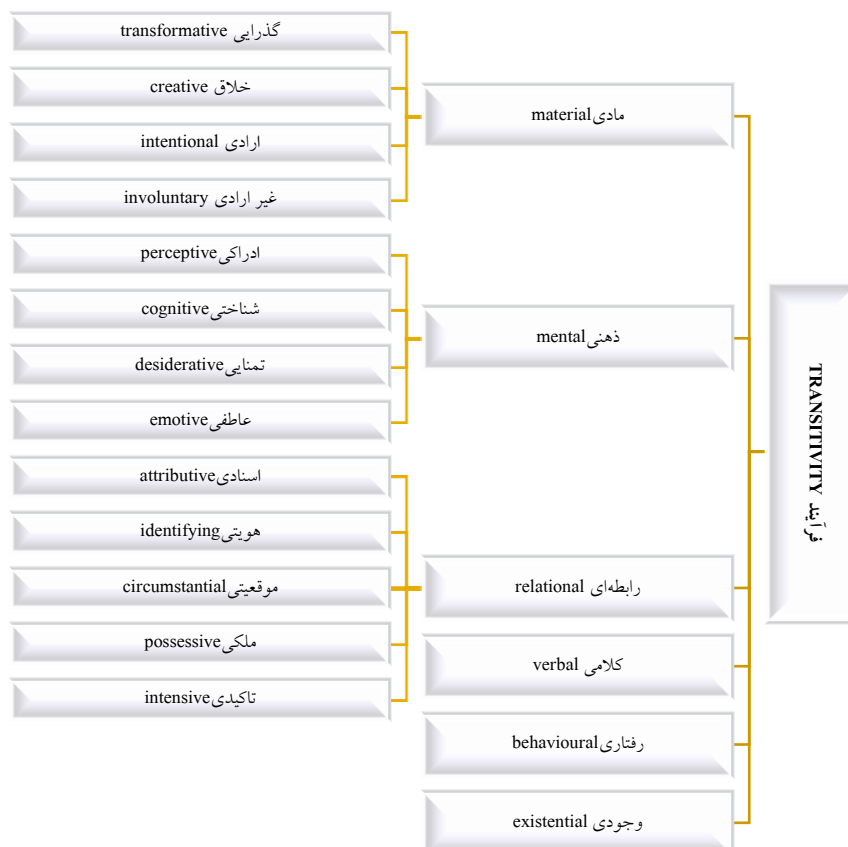 فرآیند TRANSITIVITY
مادی material
گذرایی transformative
خلاق creative
ارادی intentional
غیر ارادی involuntary
ذهنی mental
ادراکی perceptive
شناختی cognitive
تمنایی desiderative
عاطفی emotive
رابطه‌ای relational
اسنادی attributive
هویتی identifying
موقعیتی circumstantial
ملکی possessive
تاکیدی intensive
کلامی verbal
رفتاری behavioural
وجودی existential